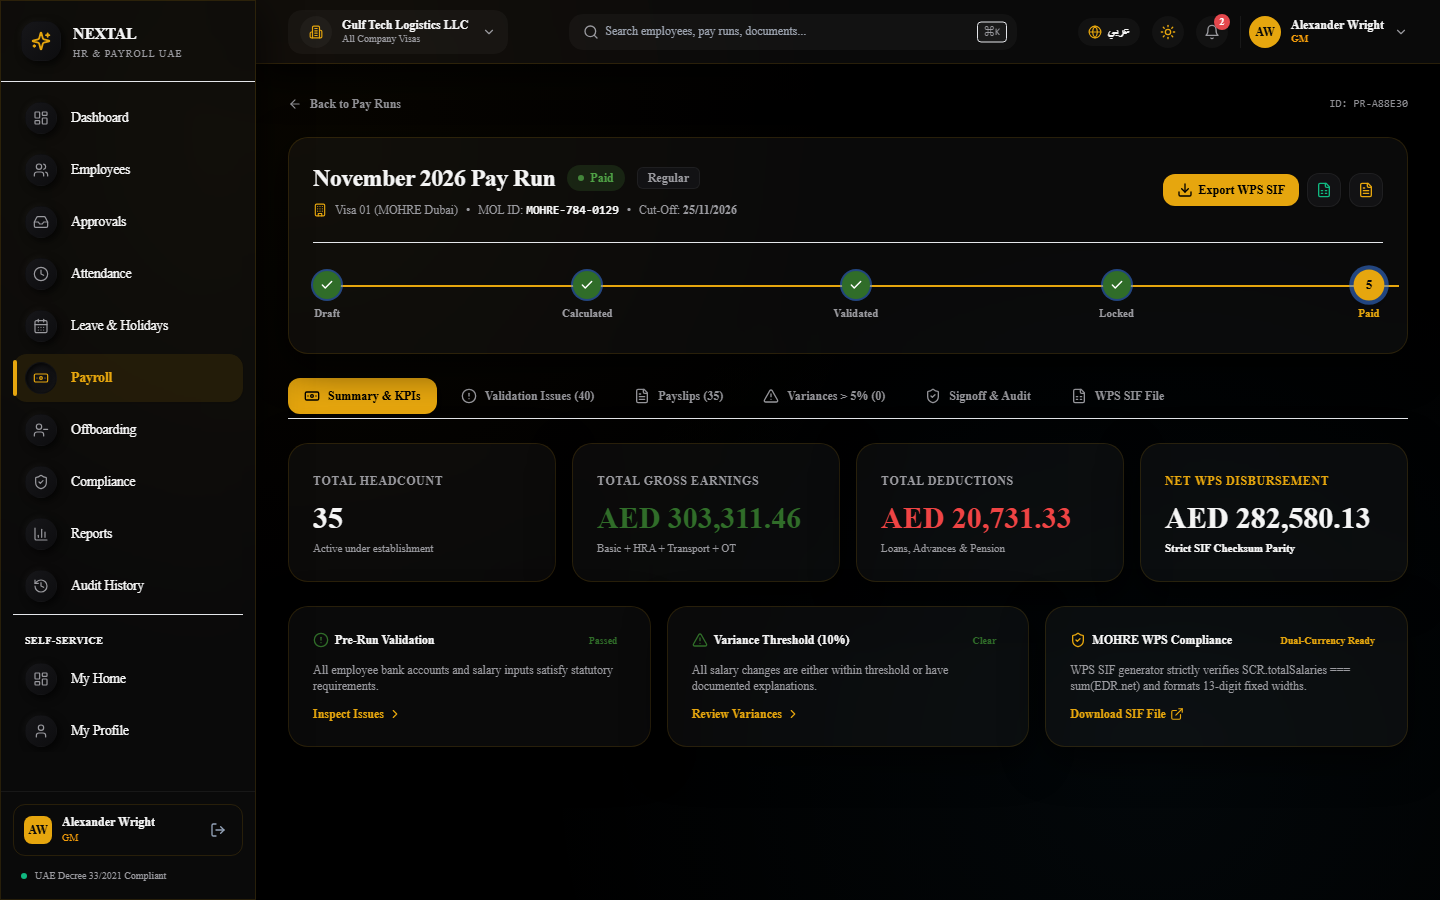 NEXTAL
HR & PAYROLL UAE
Gulf Tech Logistics LLC
All Company Visas
Search employees, pay runs, documents...
⌘K
عربي
2
AW
Alexander Wright
GM
Dashboard
Employees
Approvals
Attendance
Leave & Holidays
Payroll
Offboarding
Compliance
Reports
Audit History
SELF-SERVICE
My Home
My Profile
AW
Alexander Wright
GM
UAE Decree 33/2021 Compliant
Back to Pay Runs
ID: PR-A88E30
November 2026 Pay Run
Paid
Regular
Visa 01 (MOHRE Dubai) • MOL ID: MOHRE-784-0129 • Cut-Off: 25/11/2026
Export WPS SIF
Draft
Calculated
Validated
Locked
5
Paid
Summary & KPIs
Validation Issues (40)
Payslips (35)
Variances > 5% (0)
Signoff & Audit
WPS SIF File
TOTAL HEADCOUNT
35
Active under establishment
TOTAL GROSS EARNINGS
AED 303,311.46
Basic + HRA + Transport + OT
TOTAL DEDUCTIONS
AED 20,731.33
Loans, Advances & Pension
NET WPS DISBURSEMENT
AED 282,580.13
Strict SIF Checksum Parity
Pre-Run Validation
Passed
All employee bank accounts and salary inputs satisfy statutory
requirements.
Inspect Issues
Variance Threshold (10%)
Clear
All salary changes are either within threshold or have
documented explanations.
Review Variances
MOHRE WPS Compliance
Dual-Currency Ready
WPS SIF generator strictly verifies SCR.totalSalaries ===
sum(EDR.net) and formats 13-digit fixed widths.
Download SIF File